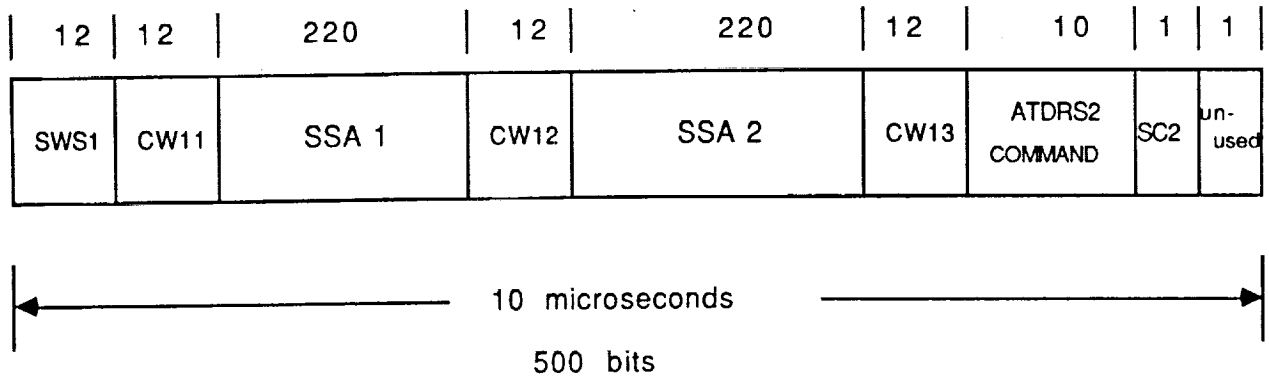 12 12 220 12 220 12 10 1 1
SWS1 CW11 SSA 1 CW12 SSA 2 CW13 ATDRS2 COMMAND SC2 un-used
10 microseconds
500 bits